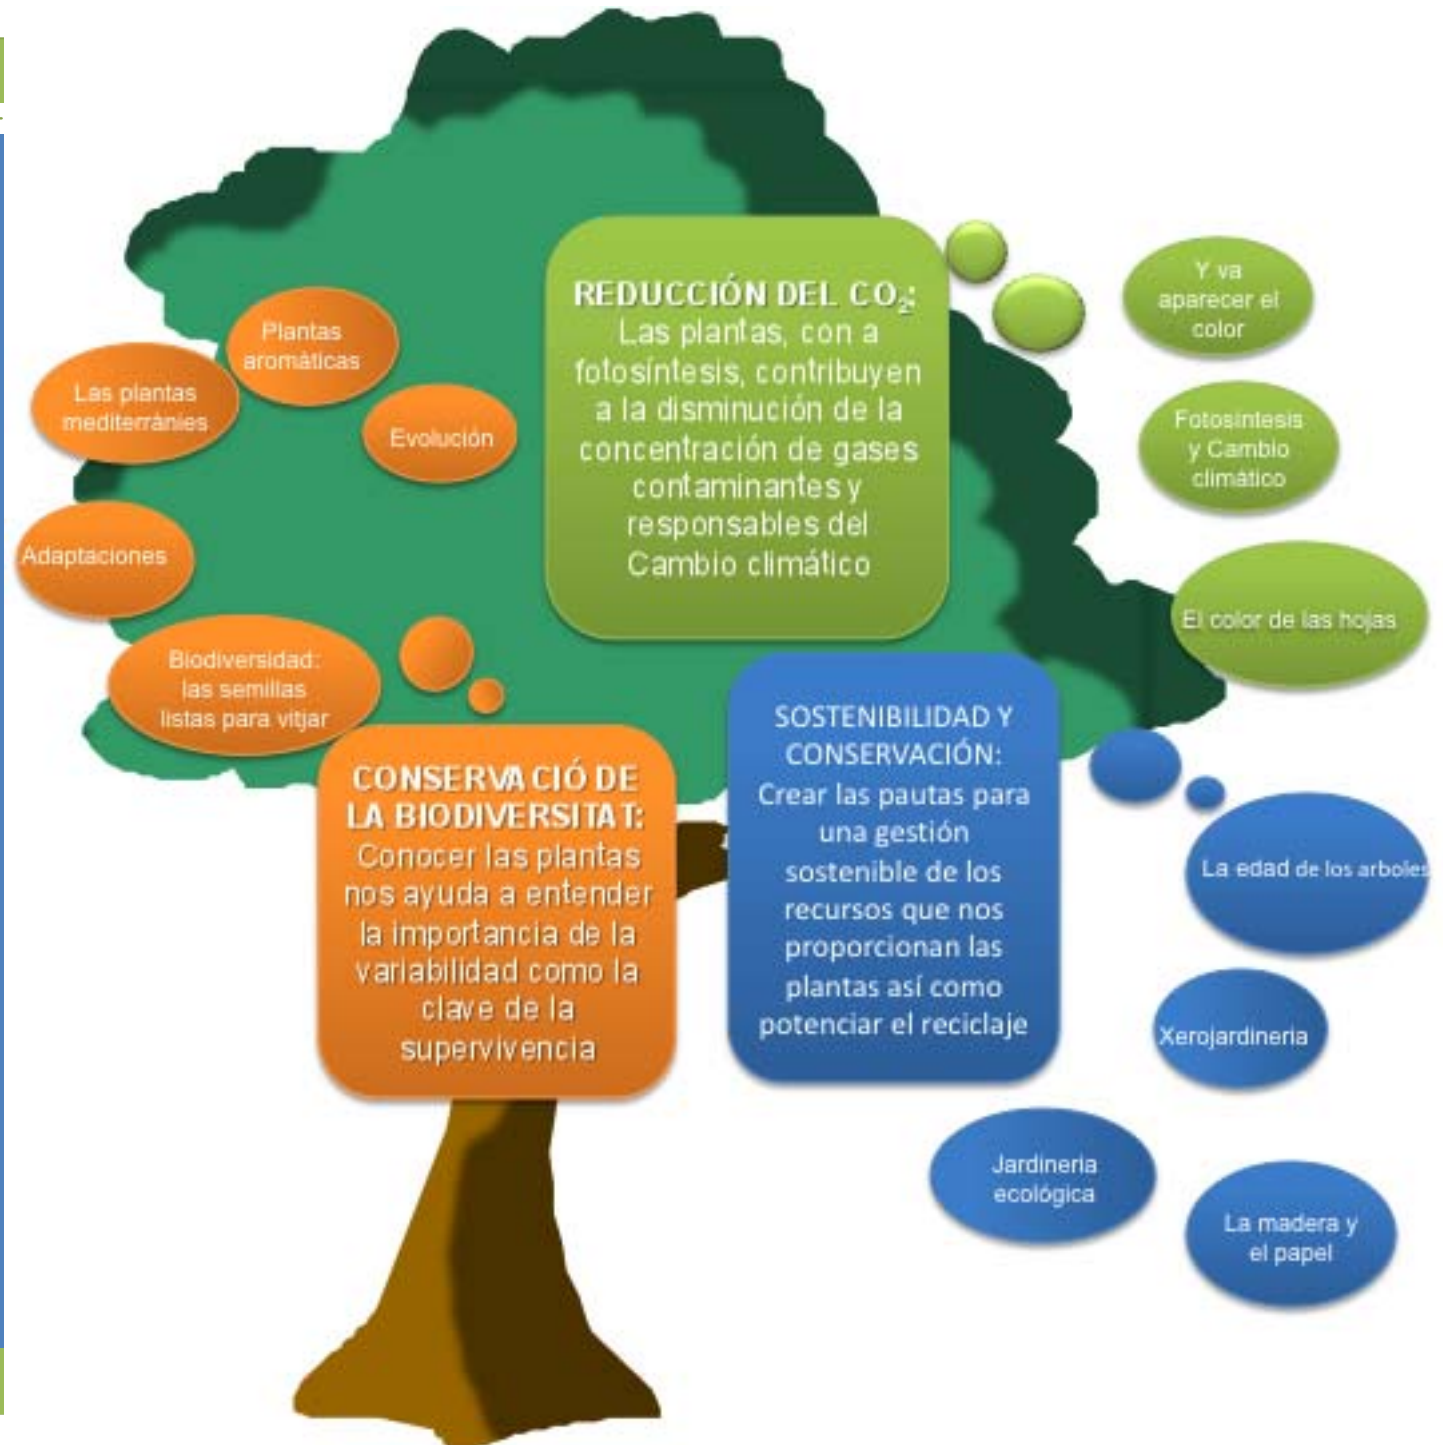 REDUCCIÓN DEL CO₂:
Las plantas, con a
fotosíntesis, contribuyen
a la disminución de la
concentración de gases
contaminantes y
responsables del
Cambio climático
Y va
aparecer el
color
Fotosintesis
y Cambio
climático
El color de las hojas
Plantas
aromàticas
Las plantas
mediterrànies
Evolución
Adaptaciones
Biodiversidad:
las semillas
listas para vitjar
CONSERVACIÓ DE
LA BIODIVERSITAT:
Conocer las plantas
nos ayuda a entender
la importancia de la
variabilidad como la
clave de la
supervivencia
SOSTENIBILIDAD Y
CONSERVACIÓN:
Crear las pautas para
una gestión
sostenible de los
recursos que nos
proporcionan las
plantas así como
potenciar el reciclaje
La edad de los arboles
Xerojardineria
Jardineria
ecológica
La madera y
el papel